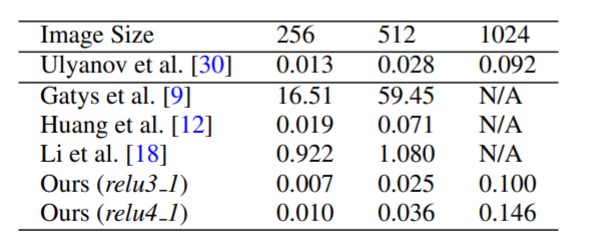 Image Size 256 512 1024
Ulyanov et al. [30] 0.013 0.028 0.092
Gatys et al. [9] 16.51 59.45 N/A
Huang et al. [12] 0.019 0.071 N/A
Li et al. [18] 0.922 1.080 N/A
Ours (relu3_1) 0.007 0.025 0.100
Ours (relu4_1) 0.010 0.036 0.146